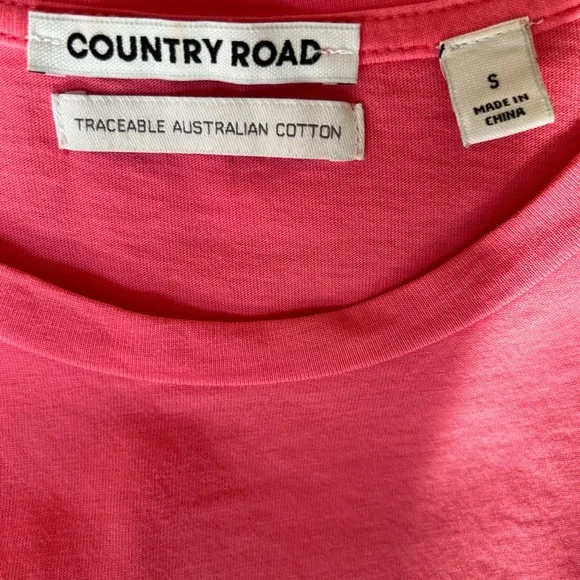 COUNTRY ROAD
TRACEABLE AUSTRALIAN COTTON
S
MADE IN
CHINA